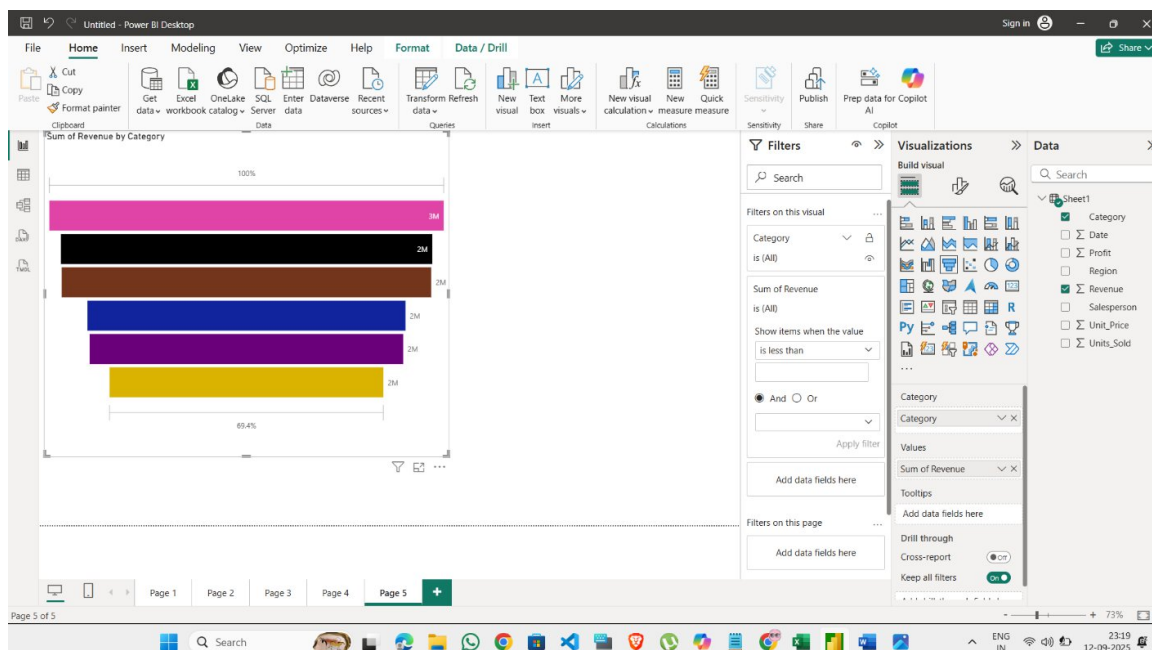 Untitled - Power BI Desktop
Sign in
File Home Insert Modeling View Optimize Help Format Data / Drill
Share
Paste
Cut
Copy
Format painter
Clipboard
Get data
Excel workbook
OneLake catalog
SQL Server
Enter data
Dataverse
Recent sources
Data
Transform data
Refresh
Queries
New visual
Text box
More visuals
Insert
New visual calculation
New measure
Quick measure
Calculations
Sensitivity
Sensitivity
Publish
Share
Prep data for AI
Copilot
Copilot
Sum of Revenue by Category
100%
3M
2M
2M
2M
2M
2M
69.4%
Filters
Search
Filters on this visual
Category
is (All)
Sum of Revenue
is (All)
Show items when the value
is less than
And Or
Apply filter
Add data fields here
Filters on this page
Add data fields here
Visualizations
Build visual
R
Py
Category
Category
Values
Sum of Revenue
Tooltips
Add data fields here
Drill through
Cross-report
Off
Keep all filters
On
Data
Search
Sheet1
Category
Σ Date
Σ Profit
Region
Σ Revenue
Salesperson
Σ Unit_Price
Σ Units_Sold
Page 1 Page 2 Page 3 Page 4 Page 5
Page 5 of 5
73%
Search
ENG
IN
23:19
12-09-2025